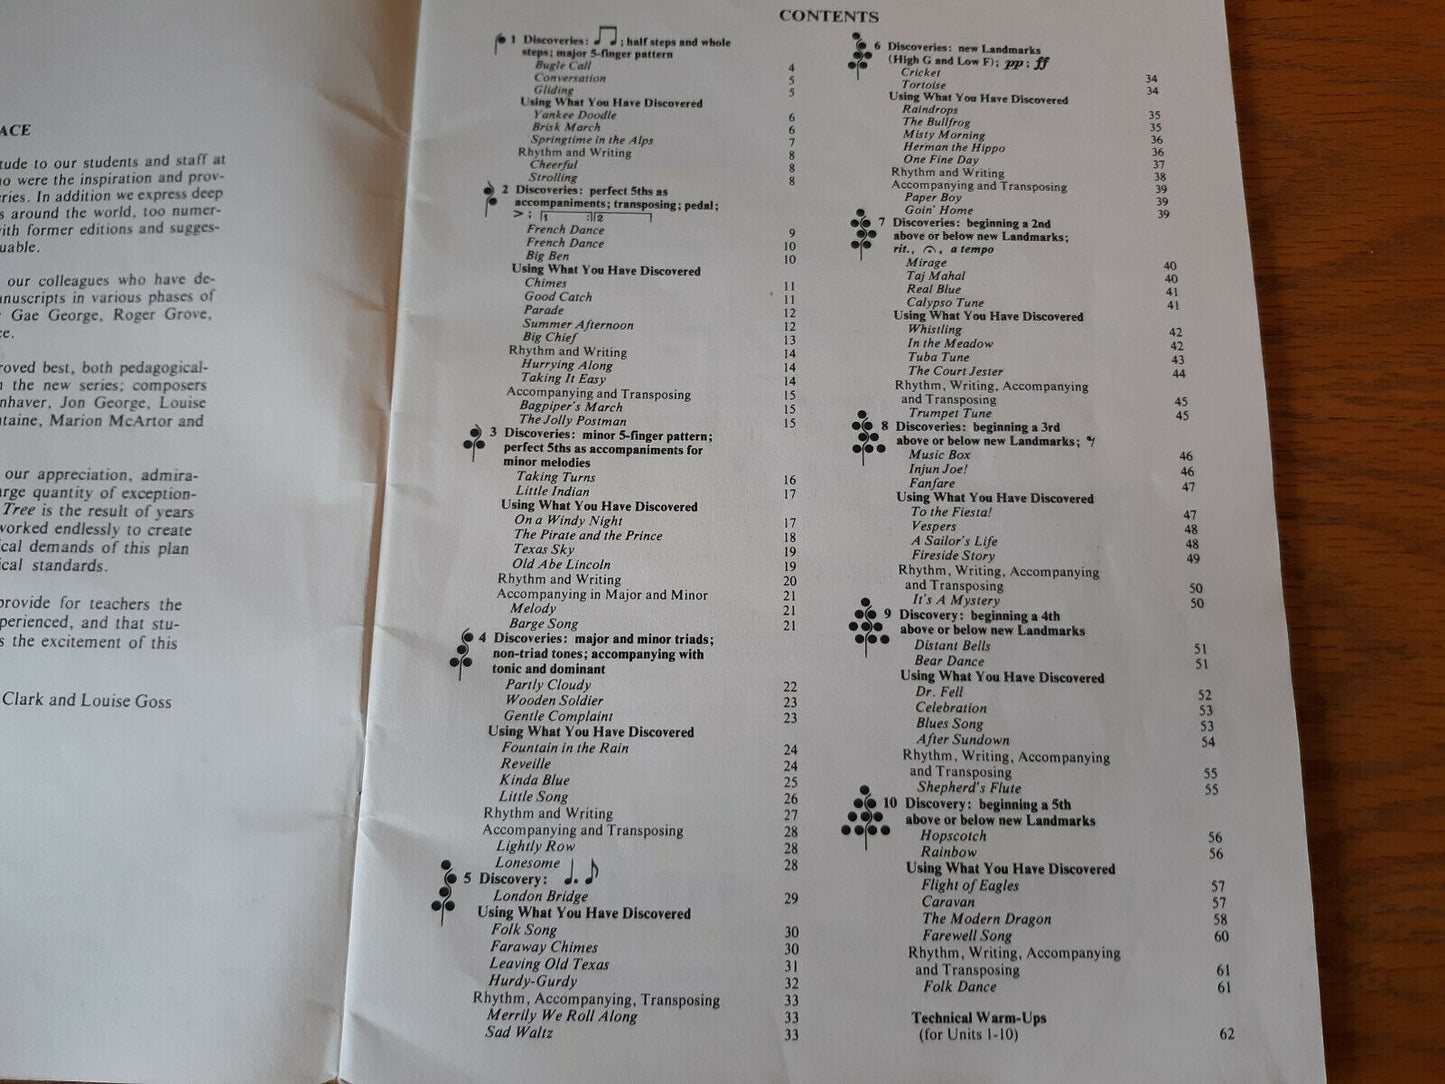 ACE
tude to our students and staff at
ho were the inspiration and prov-
eries. In addition we express deep
s around the world, too numer-
with former editions and sugges-
uable.
our colleagues who have de-
anuscripts in various phases of
Gae George, Roger Grove,
ce.
roved best, both pedagogical-
n the new series; composers
nhaver, Jon George, Louise
ntaine, Marion McArtor and
our appreciation, admira-
arge quantity of exception-
Tree is the result of years
worked endlessly to create
ical demands of this plan
ical standards.
provide for teachers the
perienced, and that stu-
s the excitement of this
Clark and Louise Goss
CONTENTS
1 Discoveries: ; half steps and whole
steps; major 5-finger pattern
Bugle Call 4
Conversation 5
Gliding 5
Using What You Have Discovered
Yankee Doodle 6
Brisk March 6
Springtime in the Alps 7
Rhythm and Writing 8
Cheerful 8
Strolling 8
2 Discoveries: perfect 5ths as
accompaniments; transposing; pedal;
> ; 1 :2
French Dance 9
French Dance 10
Big Ben 10
Using What You Have Discovered
Chimes 11
Good Catch 11
Parade 12
Summer Afternoon 12
Big Chief 13
Rhythm and Writing 14
Hurrying Along 14
Taking It Easy 14
Accompanying and Transposing 15
Bagpiper's March 15
The Jolly Postman 15
3 Discoveries: minor 5-finger pattern;
perfect 5ths as accompaniments for
minor melodies
Taking Turns 16
Little Indian 17
Using What You Have Discovered
On a Windy Night 17
The Pirate and the Prince 18
Texas Sky 19
Old Abe Lincoln 19
Rhythm and Writing 20
Accompanying in Major and Minor 21
Melody 21
Barge Song 21
4 Discoveries: major and minor triads;
non-triad tones; accompanying with
tonic and dominant
Partly Cloudy 22
Wooden Soldier 23
Gentle Complaint 23
Using What You Have Discovered
Fountain in the Rain 24
Reveille 24
Kinda Blue 25
Little Song 26
Rhythm and Writing 27
Accompanying and Transposing 28
Lightly Row 28
Lonesome 28
5 Discovery:
London Bridge 29
Using What You Have Discovered
Folk Song 30
Faraway Chimes 30
Leaving Old Texas 31
Hurdy-Gurdy 32
Rhythm, Accompanying, Transposing 33
Merrily We Roll Along 33
Sad Waltz 33
6 Discoveries: new Landmarks
(High G and Low F); pp; ff
Cricket 34
Tortoise 34
Using What You Have Discovered
Raindrops 35
The Bullfrog 35
Misty Morning 36
Herman the Hippo 36
One Fine Day 37
Rhythm and Writing 38
Accompanying and Transposing 39
Paper Boy 39
Goin' Home 39
7 Discoveries: beginning a 2nd
above or below new Landmarks;
rit., , a tempo
Mirage 40
Taj Mahal 40
Real Blue 41
Calypso Tune 41
Using What You Have Discovered
Whistling 42
In the Meadow 42
Tuba Tune 43
The Court Jester 44
Rhythm, Writing, Accompanying
and Transposing 45
Trumpet Tune 45
8 Discoveries: beginning a 3rd
above or below new Landmarks;
Music Box 46
Injun Joe! 46
Fanfare 47
Using What You Have Discovered
To the Fiesta! 47
Vespers 48
A Sailor's Life 48
Fireside Story 49
Rhythm, Writing, Accompanying
and Transposing 50
It's A Mystery 50
9 Discovery: beginning a 4th
above or below new Landmarks
Distant Bells 51
Bear Dance 51
Using What You Have Discovered
Dr. Fell 52
Celebration 53
Blues Song 53
After Sundown 54
Rhythm, Writing, Accompanying
and Transposing 55
Shepherd's Flute 55
10 Discovery: beginning a 5th
above or below new Landmarks
Hopscotch 56
Rainbow 56
Using What You Have Discovered
Flight of Eagles 57
Caravan 57
The Modern Dragon 58
Farewell Song 60
Rhythm, Writing, Accompanying
and Transposing 61
Folk Dance 61
Technical Warm-Ups
(for Units 1-10) 62